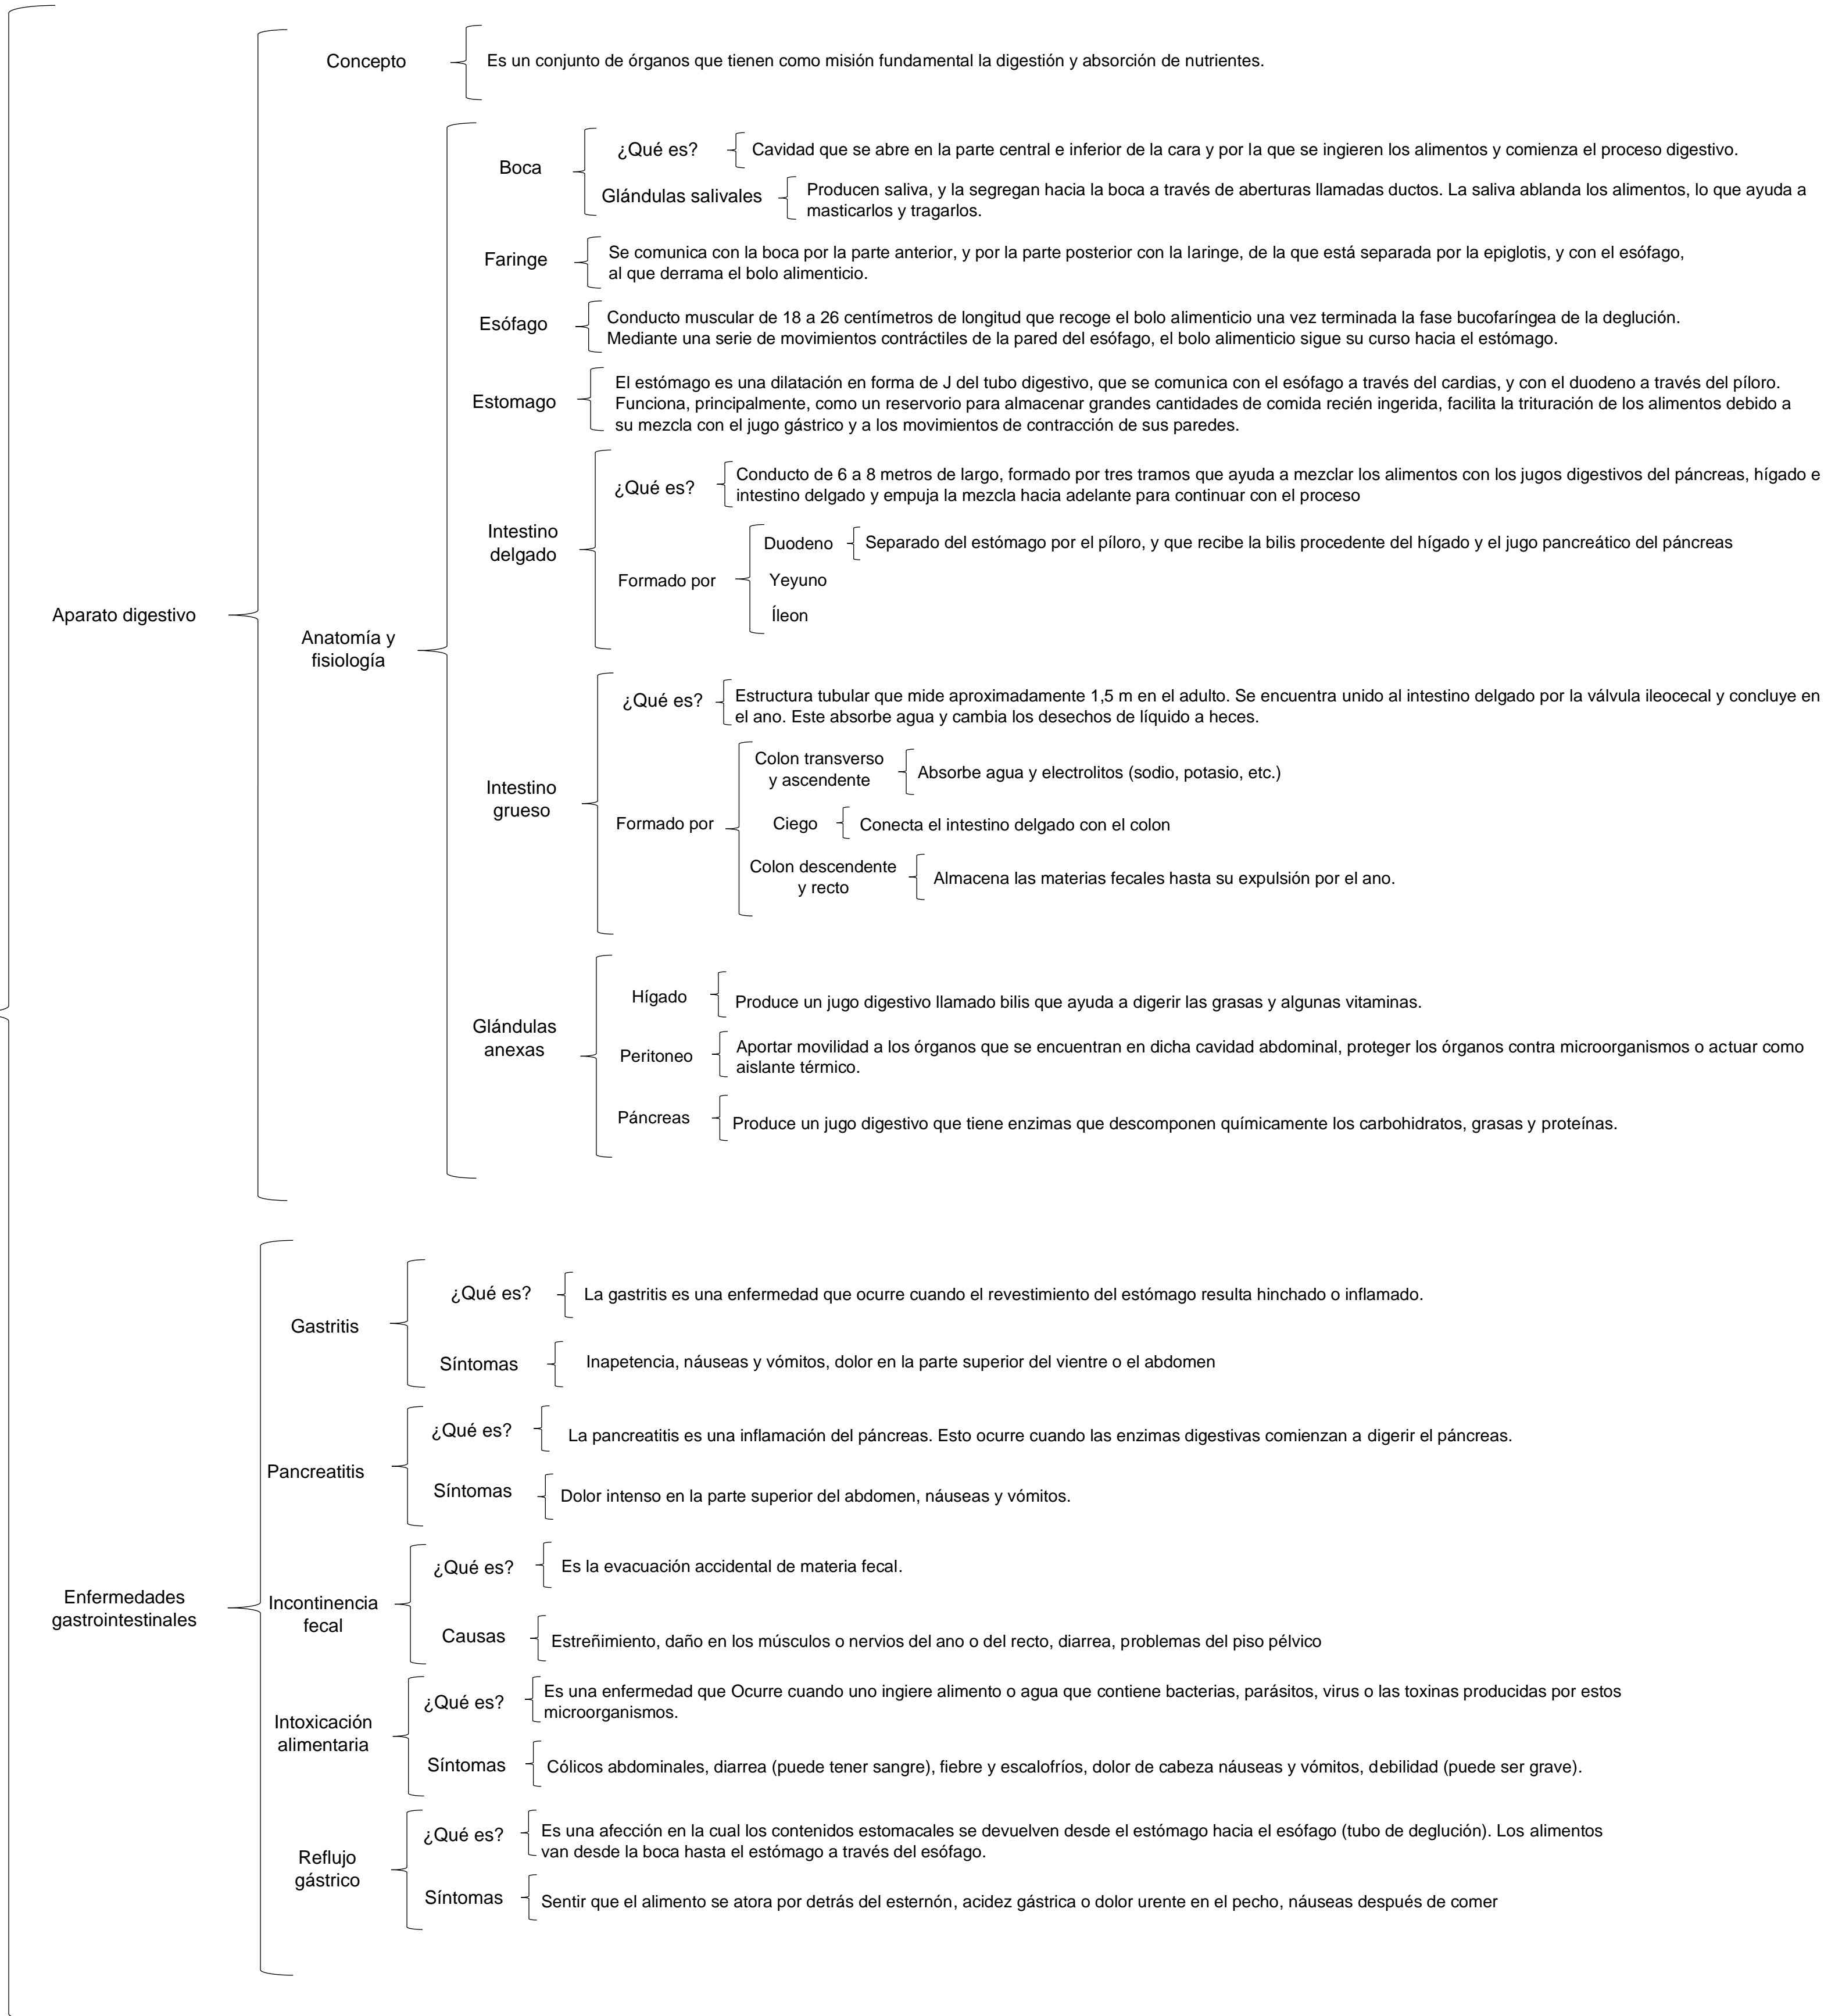 Concepto
Es un conjunto de órganos que tienen como misión fundamental la digestión y absorción de nutrientes.
Boca
¿Qué es?
Cavidad que se abre en la parte central e inferior de la cara y por la que se ingieren los alimentos y comienza el proceso digestivo.
Glándulas salivales
Producen saliva, y la segregan hacia la boca a través de aberturas llamadas ductos. La saliva ablanda los alimentos, lo que ayuda a
masticarlos y tragarlos.
Faringe
Se comunica con la boca por la parte anterior, y por la parte posterior con la laringe, de la que está separada por la epiglotis, y con el esófago,
al que derrama el bolo alimenticio.
Esófago
Conducto muscular de 18 a 26 centímetros de longitud que recoge el bolo alimenticio una vez terminada la fase bucofaríngea de la deglución.
Mediante una serie de movimientos contráctiles de la pared del esófago, el bolo alimenticio sigue su curso hacia el estómago.
Estomago
El estómago es una dilatación en forma de J del tubo digestivo, que se comunica con el esófago a través del cardias, y con el duodeno a través del píloro.
Funciona, principalmente, como un reservorio para almacenar grandes cantidades de comida recién ingerida, facilita la trituración de los alimentos debido a
su mezcla con el jugo gástrico y a los movimientos de contracción de sus paredes.
Intestino
delgado
¿Qué es?
Conducto de 6 a 8 metros de largo, formado por tres tramos que ayuda a mezclar los alimentos con los jugos digestivos del páncreas, hígado e
intestino delgado y empuja la mezcla hacia adelante para continuar con el proceso
Formado por
Duodeno
Separado del estómago por el píloro, y que recibe la bilis procedente del hígado y el jugo pancreático del páncreas
Yeyuno
Íleon
Aparato digestivo
Anatomía y
fisiología
Intestino
grueso
¿Qué es?
Estructura tubular que mide aproximadamente 1,5 m en el adulto. Se encuentra unido al intestino delgado por la válvula ileocecal y concluye en
el ano. Este absorbe agua y cambia los desechos de líquido a heces.
Formado por
Colon transverso
y ascendente
Absorbe agua y electrolitos (sodio, potasio, etc.)
Ciego
Conecta el intestino delgado con el colon
Colon descendente
y recto
Almacena las materias fecales hasta su expulsión por el ano.
Glándulas
anexas
Hígado
Produce un jugo digestivo llamado bilis que ayuda a digerir las grasas y algunas vitaminas.
Peritoneo
Aportar movilidad a los órganos que se encuentran en dicha cavidad abdominal, proteger los órganos contra microorganismos o actuar como
aislante térmico.
Páncreas
Produce un jugo digestivo que tiene enzimas que descomponen químicamente los carbohidratos, grasas y proteínas.
Enfermedades
gastrointestinales
Gastritis
¿Qué es?
La gastritis es una enfermedad que ocurre cuando el revestimiento del estómago resulta hinchado o inflamado.
Síntomas
Inapetencia, náuseas y vómitos, dolor en la parte superior del vientre o el abdomen
Pancreatitis
¿Qué es?
La pancreatitis es una inflamación del páncreas. Esto ocurre cuando las enzimas digestivas comienzan a digerir el páncreas.
Síntomas
Dolor intenso en la parte superior del abdomen, náuseas y vómitos.
Incontinencia
fecal
¿Qué es?
Es la evacuación accidental de materia fecal.
Causas
Estreñimiento, daño en los músculos o nervios del ano o del recto, diarrea, problemas del piso pélvico
Intoxicación
alimentaria
¿Qué es?
Es una enfermedad que Ocurre cuando uno ingiere alimento o agua que contiene bacterias, parásitos, virus o las toxinas producidas por estos
microorganismos.
Síntomas
Cólicos abdominales, diarrea (puede tener sangre), fiebre y escalofríos, dolor de cabeza náuseas y vómitos, debilidad (puede ser grave).
Reflujo
gástrico
¿Qué es?
Es una afección en la cual los contenidos estomacales se devuelven desde el estómago hacia el esófago (tubo de deglución). Los alimentos
van desde la boca hasta el estómago a través del esófago.
Síntomas
Sentir que el alimento se atora por detrás del esternón, acidez gástrica o dolor urente en el pecho, náuseas después de comer